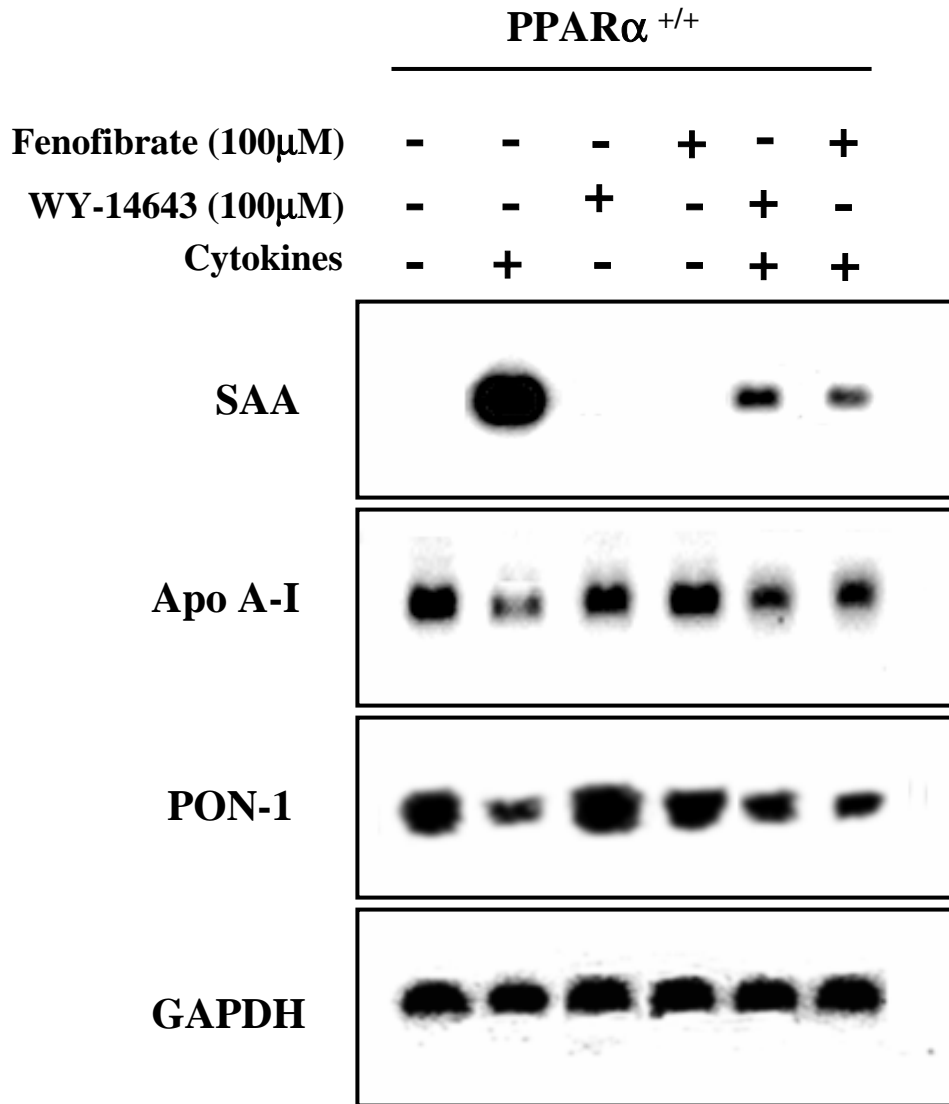 PPARα +/+
Fenofibrate (100μM) - - - + - +
WY-14643 (100μM) - - + - + -
Cytokines - + - - + +
SAA
Apo A-I
PON-1
GAPDH